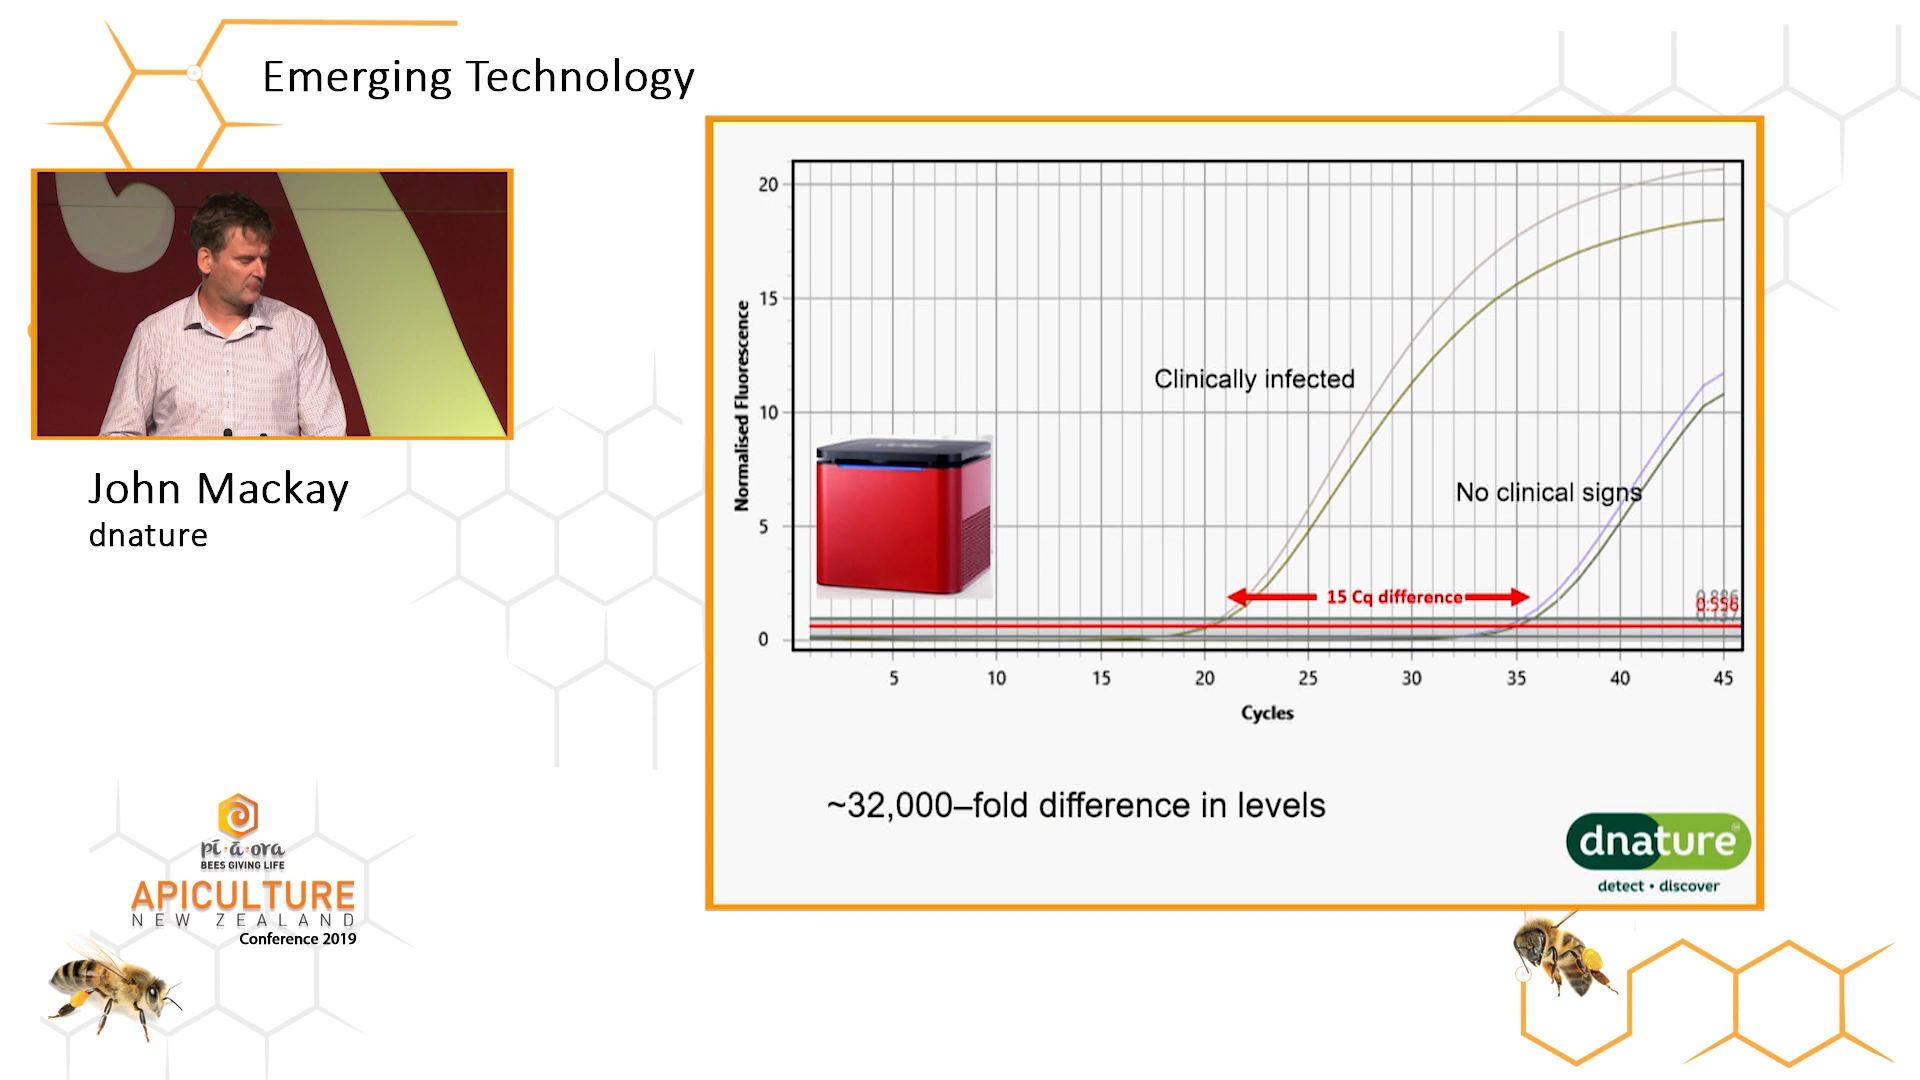 Emerging Technology
John Mackay
dnature
pī·ā·ora
BEES GIVING LIFE
APICULTURE
NEW ZEALAND
Conference 2019
Normalised Fluorescence
20
15
10
5
0
Clinically infected
No clinical signs
15 Cq difference
0.556
5 10 15 20 25 30 35 40 45
Cycles
~32,000–fold difference in levels
dnature
detect • discover